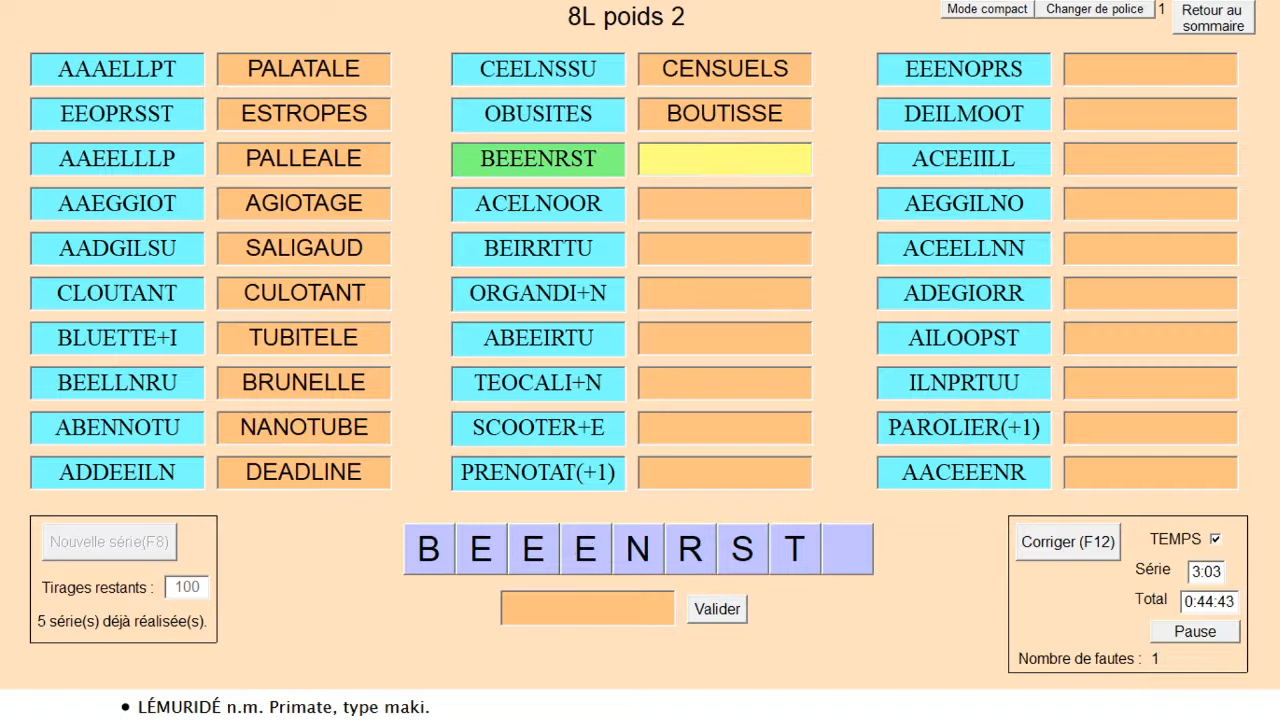 8L poids 2
Mode compact Changer de police 1 Retour au sommaire
AAAELLPT PALATALE CEELNSSU CENSUELS EEENOPRS
EEOPRSST ESTROPES OBUSITES BOUTISSE DEILMOOT
AAEELLLP PALLEALE BEEENRST ACEEIILL
AAEGGIOT AGIOTAGE ACELNOOR AEGGILNO
AADGILSU SALIGAUD BEIRRTTU ACEELLNN
CLOUTANT CULOTANT ORGANDI+N ADEGIORR
BLUETTE+I TUBITELE ABEEIRTU AILOOPST
BEELLNRU BRUNELLE TEOCALI+N ILNPRTUU
ABENNOTU NANOTUBE SCOOTER+E PAROLIER(+1)
ADDEEILN DEADLINE PRENOTAT(+1) AACEEENR
Nouvelle série(F8)
Tirages restants : 100
5 série(s) déjà réalisée(s).
B E E E N R S T
Valider
Corriger (F12) TEMPS
Série 3:03
Total 0:44:43
Pause
Nombre de fautes : 1
• LÉMURIDÉ n.m. Primate, type maki.